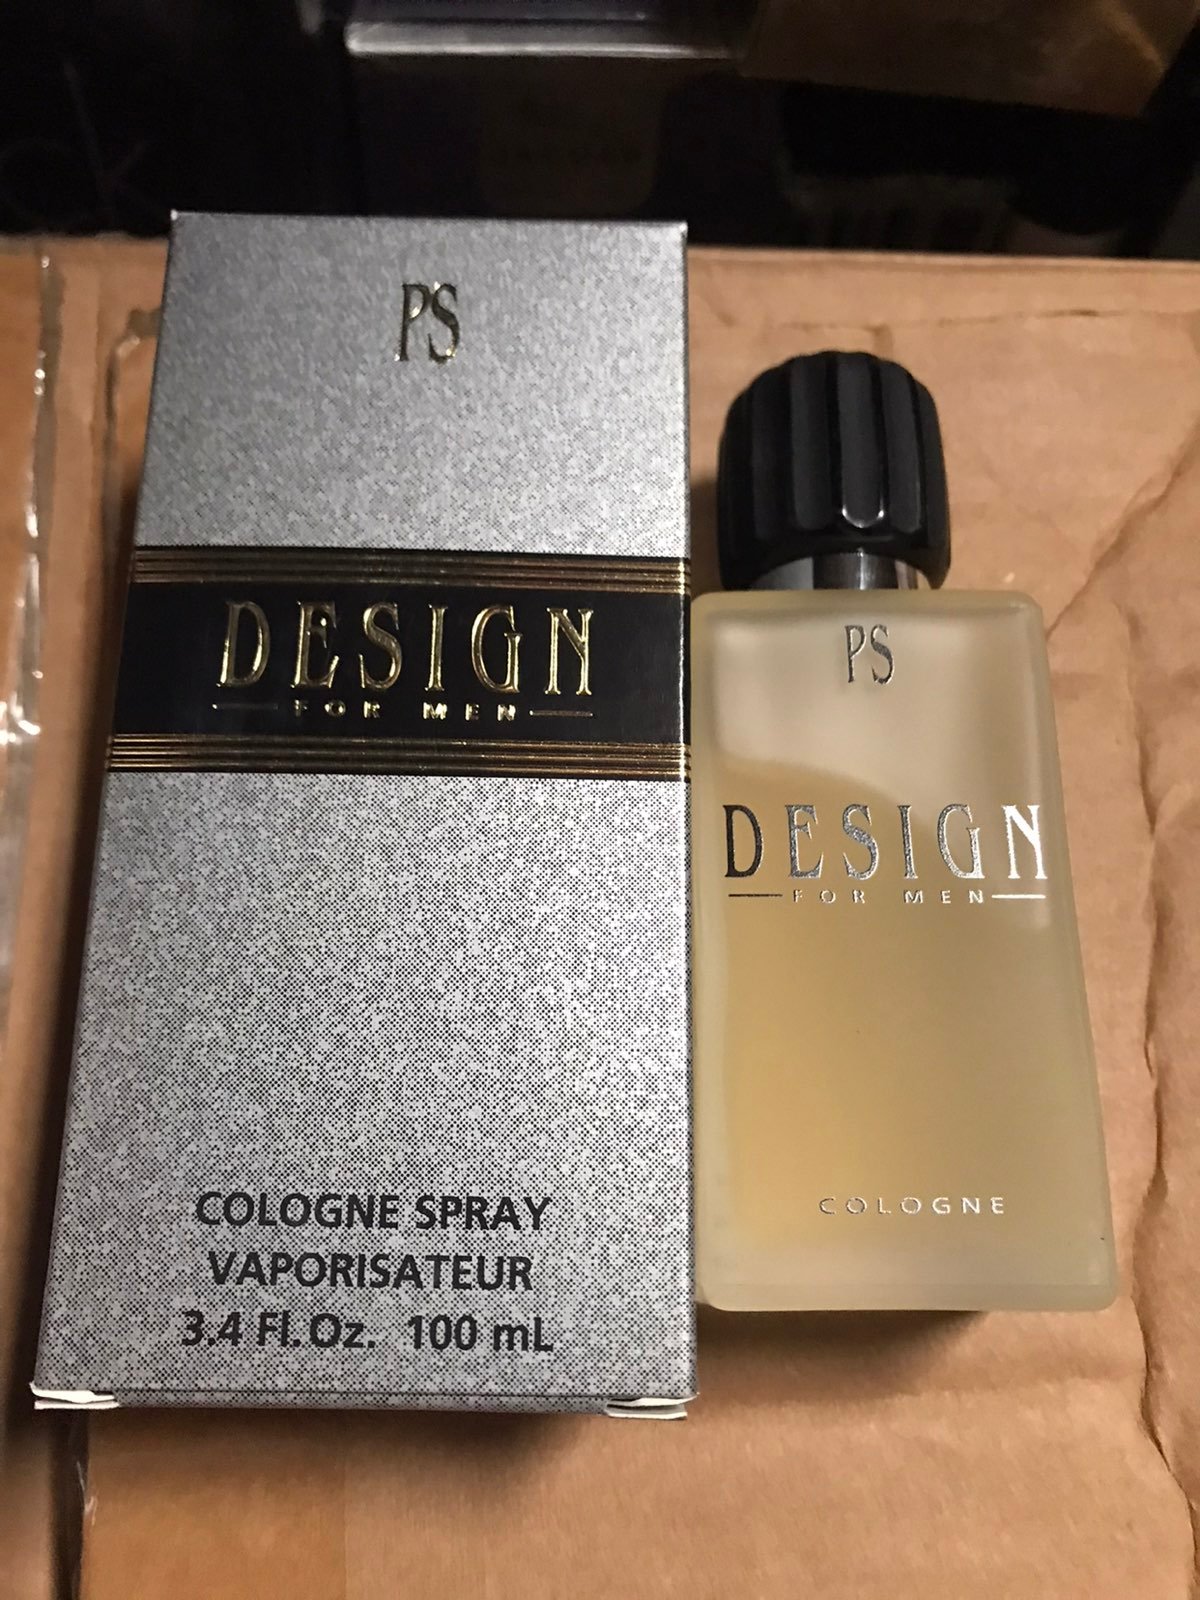 PS
DESIGN
FOR MEN
COLOGNE SPRAY
VAPORISATEUR
3.4 Fl. Oz. 100 mL
PS
DESIGN
FOR MEN
COLOGNE